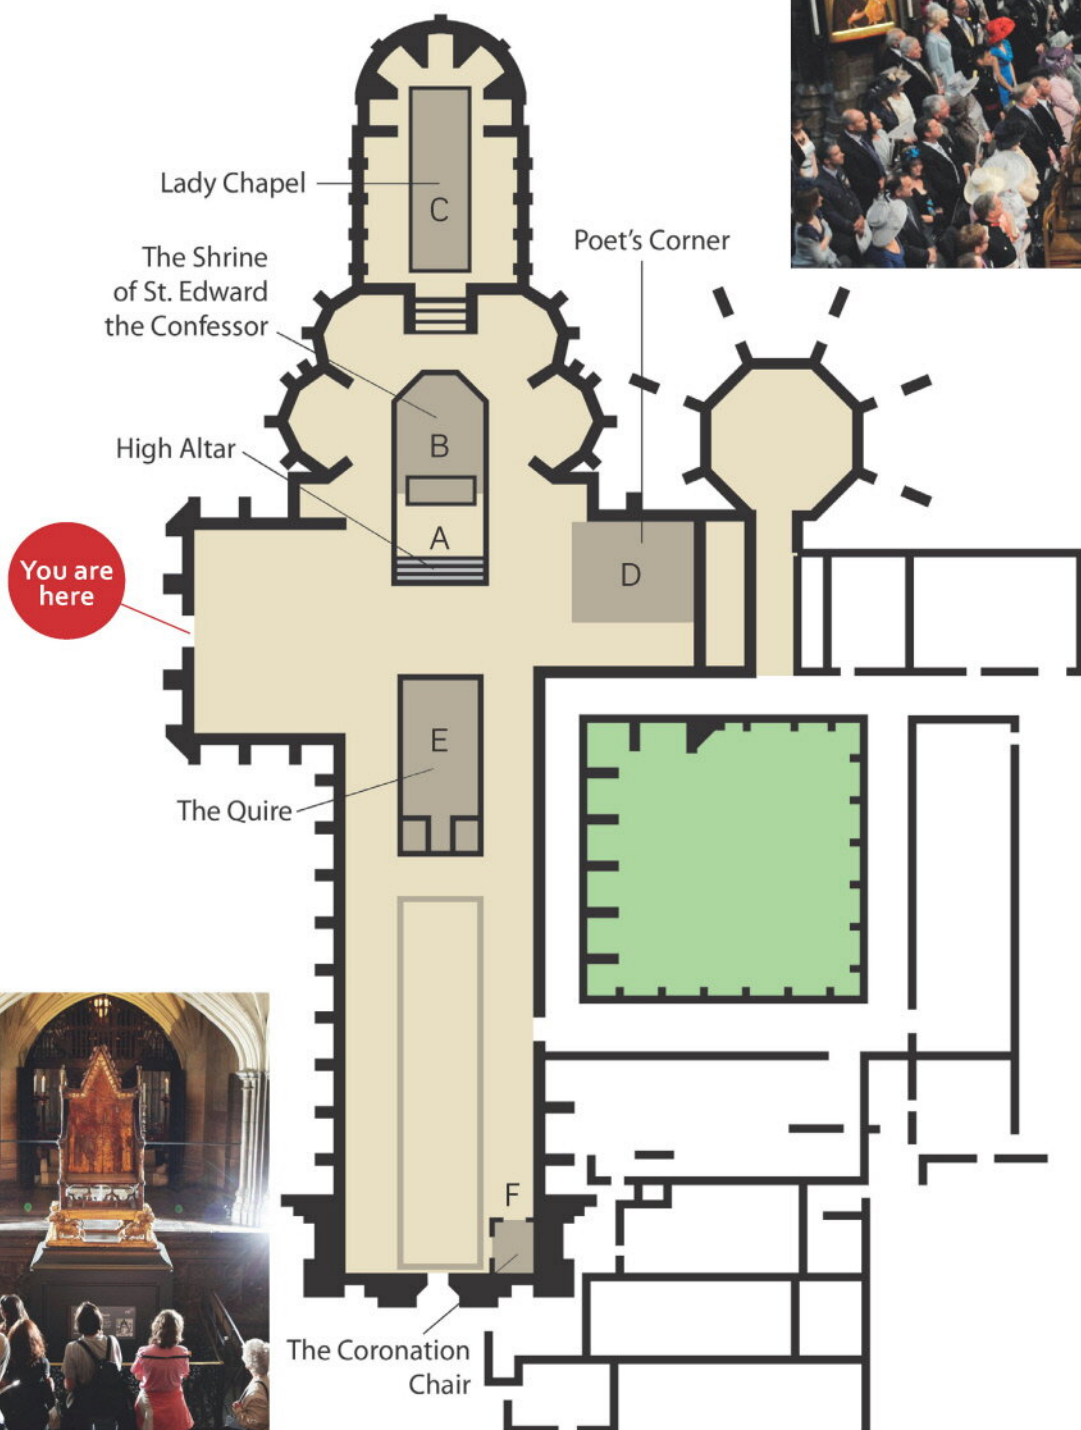 Lady Chapel
C
The Shrine
of St. Edward
the Confessor
Poet's Corner
B
High Altar
A
D
You are
here
E
The Quire
F
The Coronation
Chair